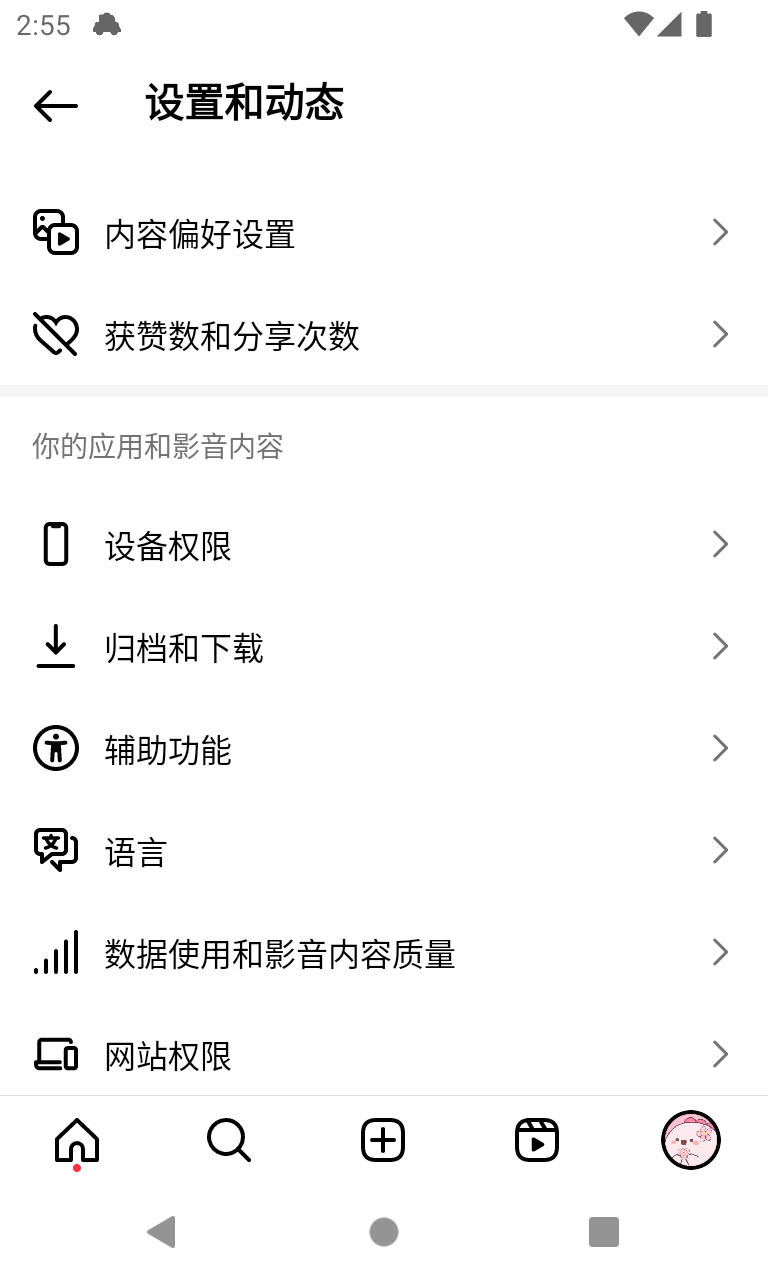 2:55
设置和动态
内容偏好设置
获赞数和分享次数
你的应用和影音内容
设备权限
归档和下载
辅助功能
语言
数据使用和影音内容质量
网站权限